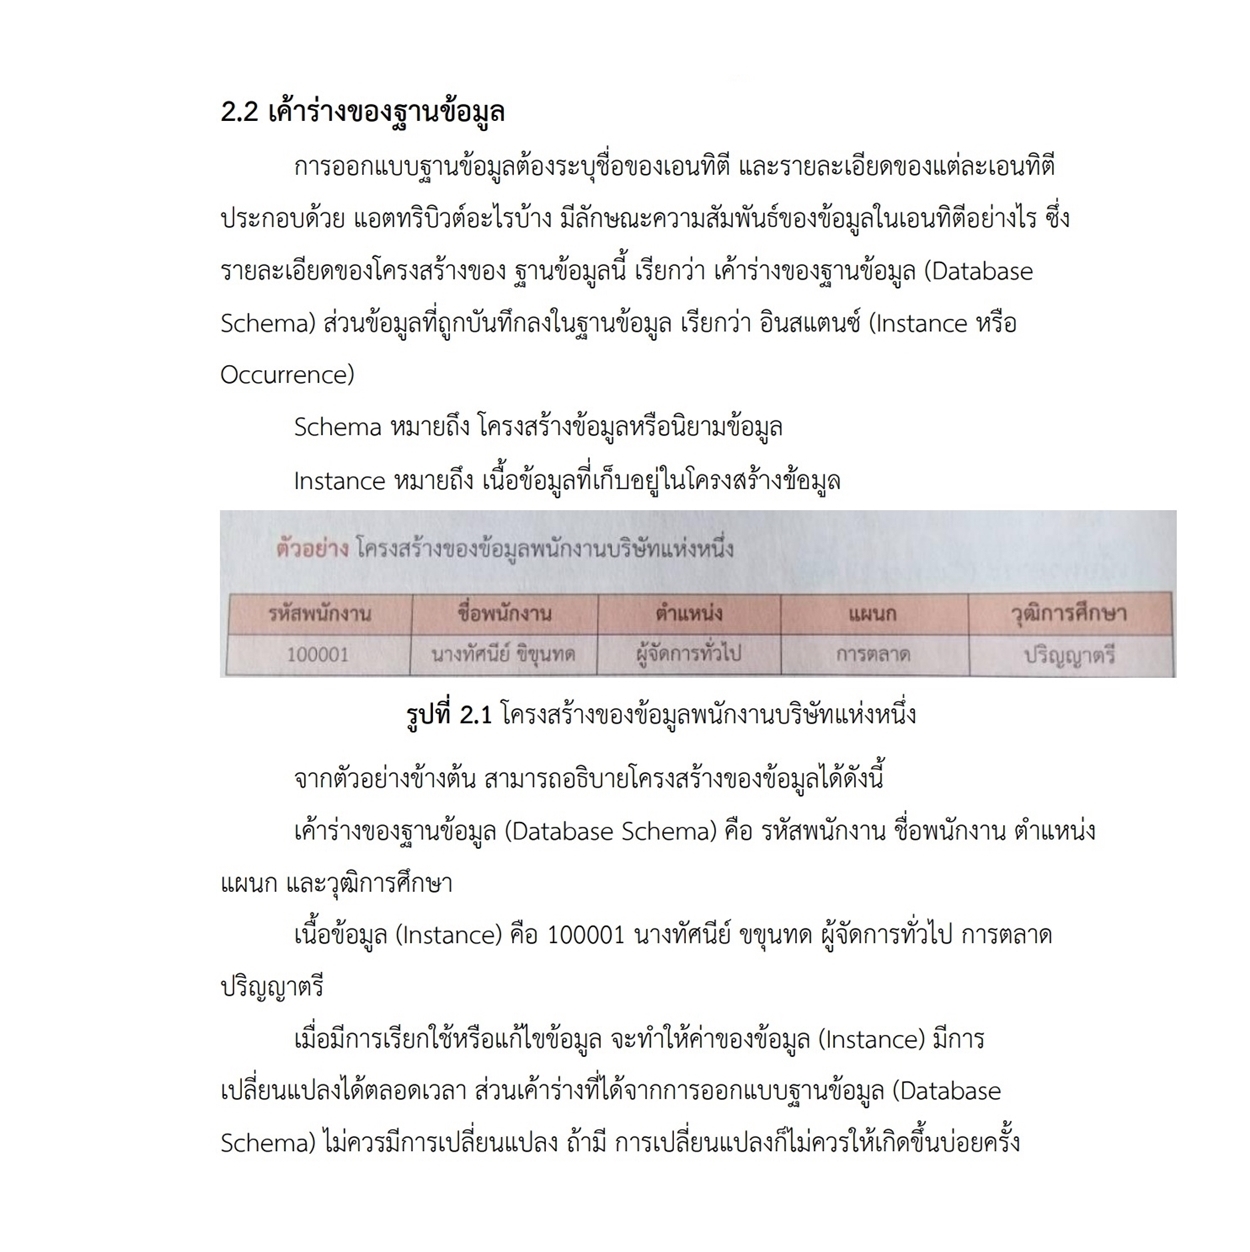 2.2 เค้าร่างของฐานข้อมูล
การออกแบบฐานข้อมูลต้องระบุชื่อของเอนทิตี และรายละเอียดของแต่ละเอนทิตี
ประกอบด้วย แอตทริบิวต์อะไรบ้าง มีลักษณะความสัมพันธ์ของข้อมูลในเอนทิตีอย่างไร ซึ่ง
รายละเอียดของโครงสร้างของ ฐานข้อมูลนี้ เรียกว่า เค้าร่างของฐานข้อมูล (Database
Schema) ส่วนข้อมูลที่ถูกบันทึกลงในฐานข้อมูล เรียกว่า อินสแตนซ์ (Instance หรือ
Occurrence)
Schema หมายถึง โครงสร้างข้อมูลหรือนิยามข้อมูล
Instance หมายถึง เนื้อข้อมูลที่เก็บอยู่ในโครงสร้างข้อมูล
ตัวอย่าง โครงสร้างของข้อมูลพนักงานบริษัทแห่งหนึ่ง
รหัสพนักงาน ชื่อพนักงาน ตำแหน่ง แผนก วุฒิการศึกษา
100001 นางทัศนีย์ ขิขุนทด ผู้จัดการทั่วไป การตลาด ปริญญาตรี
รูปที่ 2.1 โครงสร้างของข้อมูลพนักงานบริษัทแห่งหนึ่ง
จากตัวอย่างข้างต้น สามารถอธิบายโครงสร้างของข้อมูลได้ดังนี้
เค้าร่างของฐานข้อมูล (Database Schema) คือ รหัสพนักงาน ชื่อพนักงาน ตำแหน่ง
แผนก และวุฒิการศึกษา
เนื้อข้อมูล (Instance) คือ 100001 นางทัศนีย์ ขขุนทด ผู้จัดการทั่วไป การตลาด
ปริญญาตรี
เมื่อมีการเรียกใช้หรือแก้ไขข้อมูล จะทำให้ค่าของข้อมูล (Instance) มีการ
เปลี่ยนแปลงได้ตลอดเวลา ส่วนเค้าร่างที่ได้จากการออกแบบฐานข้อมูล (Database
Schema) ไม่ควรมีการเปลี่ยนแปลง ถ้ามี การเปลี่ยนแปลงก็ไม่ควรให้เกิดขึ้นบ่อยครั้ง